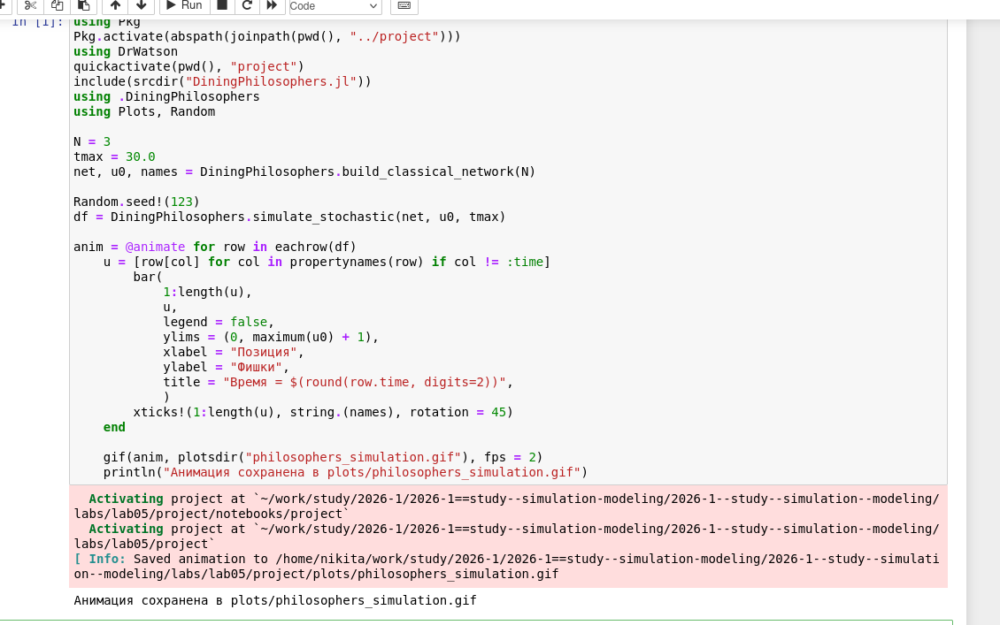 Run
Code
In [1]:
using Pkg
Pkg.activate(abspath(joinpath(pwd(), "../project")))
using DrWatson
quickactivate(pwd(), "project")
include(srcdir("DiningPhilosophers.jl"))
using .DiningPhilosophers
using Plots, Random
N = 3
tmax = 30.0
net, u0, names = DiningPhilosophers.build_classical_network(N)
Random.seed!(123)
df = DiningPhilosophers.simulate_stochastic(net, u0, tmax)
anim = @animate for row in eachrow(df)
    u = [row[col] for col in propertynames(row) if col != :time]
        bar(
            1:length(u),
            u,
            legend = false,
            ylims = (0, maximum(u0) + 1),
            xlabel = "Позиция",
            ylabel = "Фишки",
            title = "Время = $(round(row.time, digits=2))",
            )
        xticks!(1:length(u), string.(names), rotation = 45)
    end
    gif(anim, plotsdir("philosophers_simulation.gif"), fps = 2)
    println("Анимация сохранена в plots/philosophers_simulation.gif")
  Activating project at `~/work/study/2026-1/2026-1==study--simulation-modeling/2026-1--study--simulation--modeling/
labs/lab05/project/notebooks/project`
  Activating project at `~/work/study/2026-1/2026-1==study--simulation-modeling/2026-1--study--simulation--modeling/
labs/lab05/project`
[ Info: Saved animation to /home/nikita/work/study/2026-1/2026-1==study--simulation-modeling/2026-1--study--simulati
on--modeling/labs/lab05/project/plots/philosophers_simulation.gif
Анимация сохранена в plots/philosophers_simulation.gif